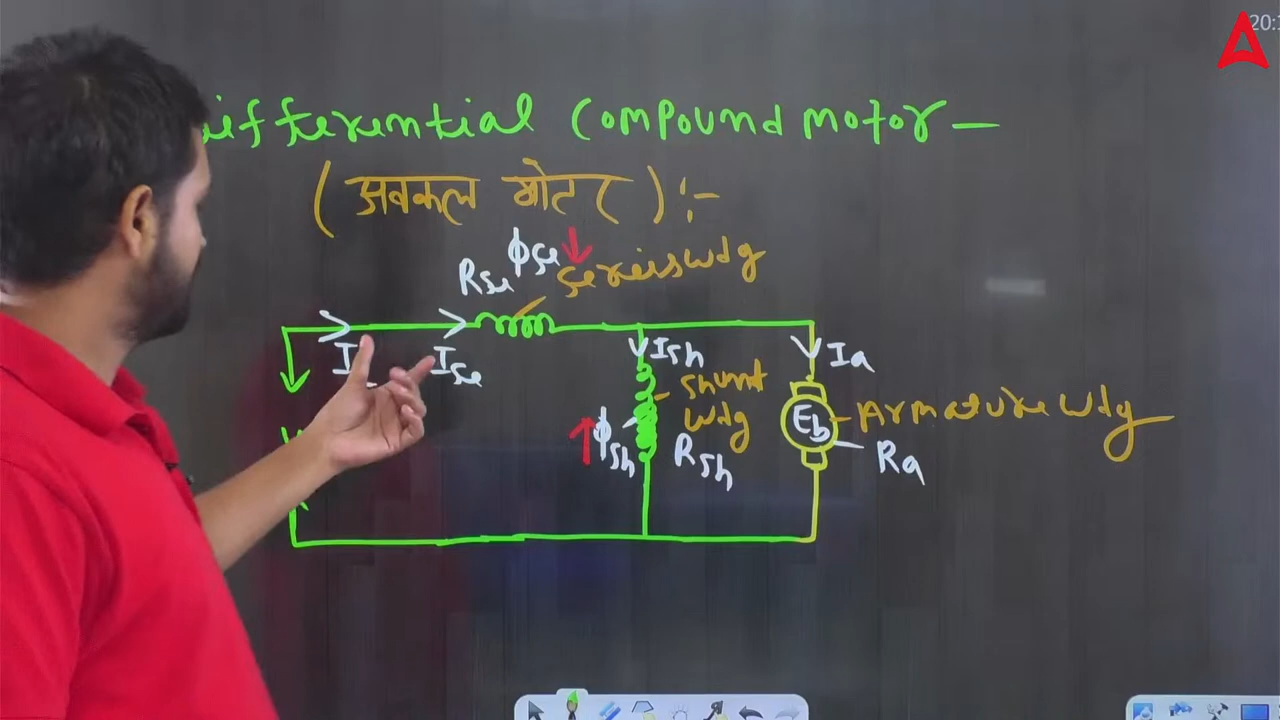 ifferential Compound motor —
(अवकल मोटर) :-
Rse ϕse ↓ Series wdg
I Ise Ish Ia
Shunt wdg
Eb Armature wdg
↑ ϕsh Rsh Ra
20: